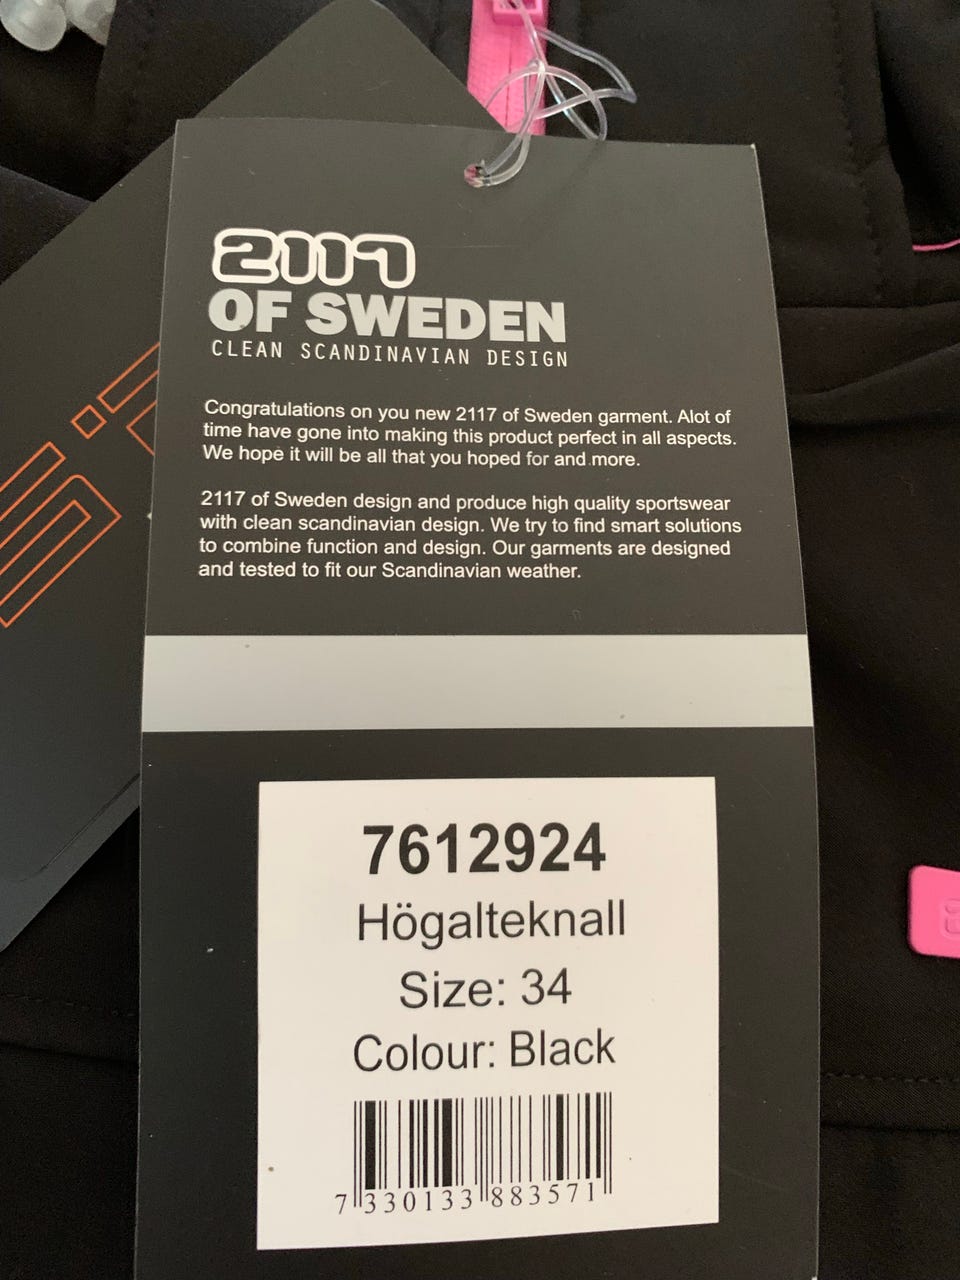 2117
OF SWEDEN
CLEAN SCANDINAVIAN DESIGN
Congratulations on you new 2117 of Sweden garment. Alot of
time have gone into making this product perfect in all aspects.
We hope it will be all that you hoped for and more.
2117 of Sweden design and produce high quality sportswear
with clean scandinavian design. We try to find smart solutions
to combine function and design. Our garments are designed
and tested to fit our Scandinavian weather.
7612924
Högalteknall
Size: 34
Colour: Black
7 330133 883571